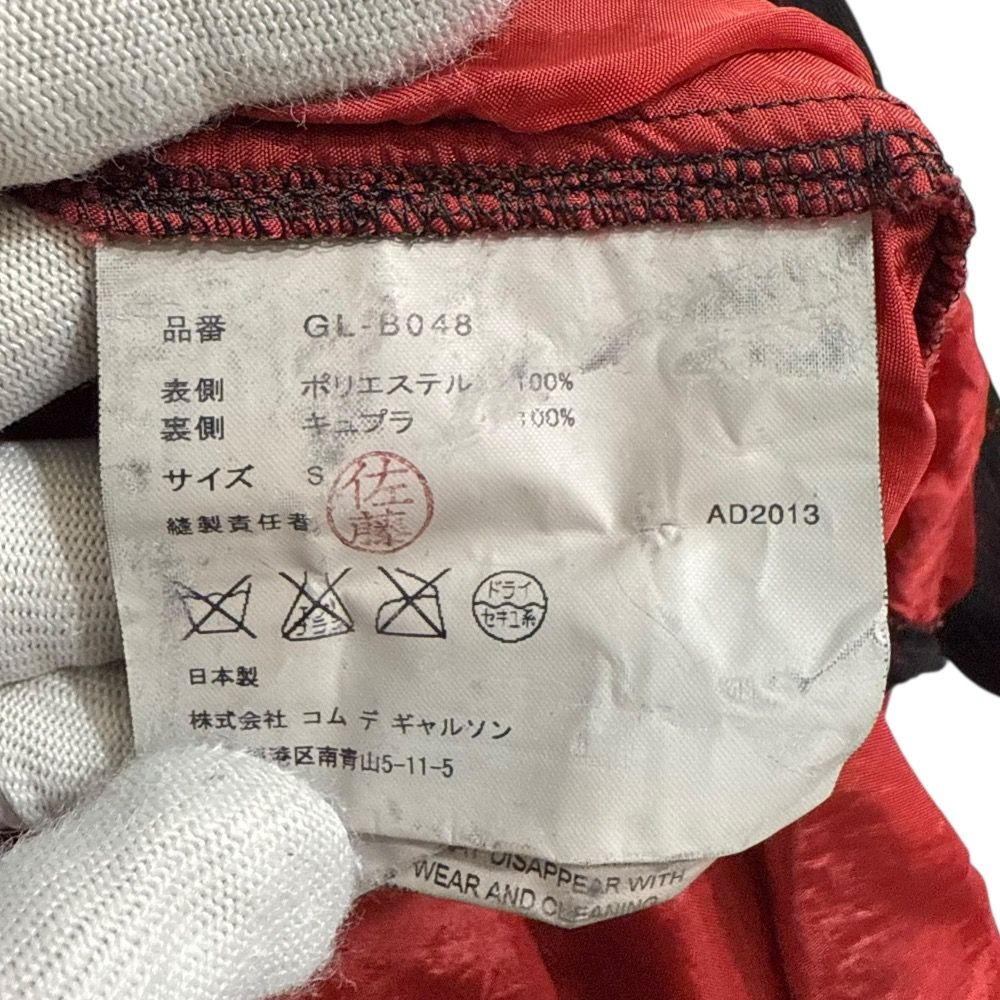 品番 GL-B048
表側 ポリエステル 100%
裏側 キュプラ 100%
サイズ S
縫製責任者 佐藤 AD2013
ドライ
セキユ系
日本製
株式会社 コム デ ギャルソン
港区南青山5-11-5
DISAPPEAR WITH
WEAR AND CLEANING